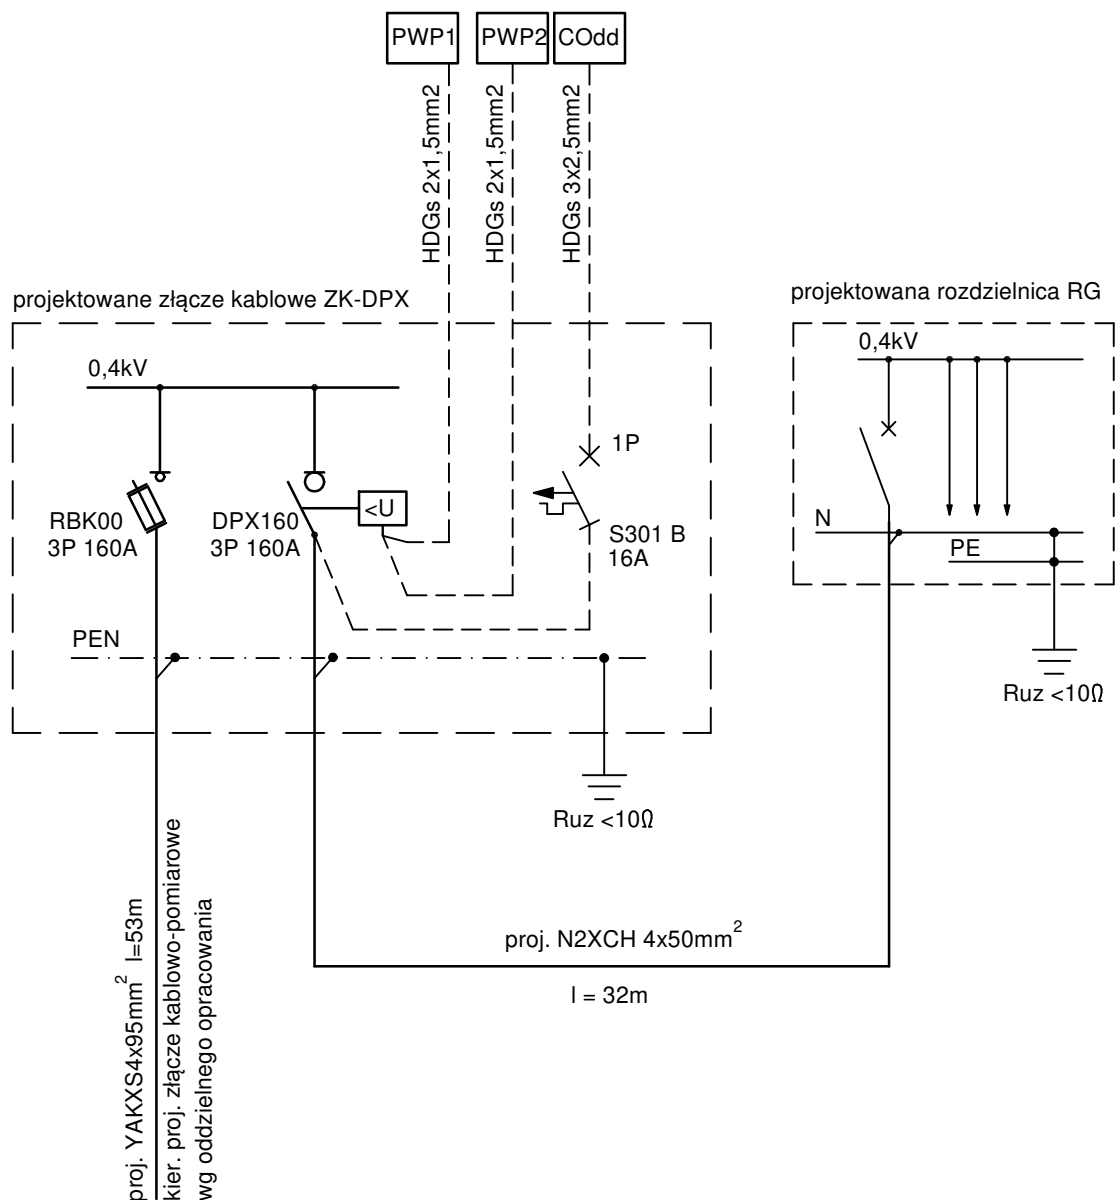 PWP1
PWP2
COdd
HDGs 2x1,5mm2
HDGs 2x1,5mm2
HDGs 3x2,5mm2
projektowane złącze kablowe ZK-DPX
projektowana rozdzielnica RG
0,4kV
0,4kV
1P
<U
RBK00
3P 160A
DPX160
3P 160A
S301 B
16A
N
PE
PEN
Ruz <10Ω
Ruz <10Ω
proj. YAKXS4x95mm² l=53m
kier. proj. złącze kablowo-pomiarowe
wg oddzielnego opracowania
proj. N2XCH 4x50mm²
l = 32m